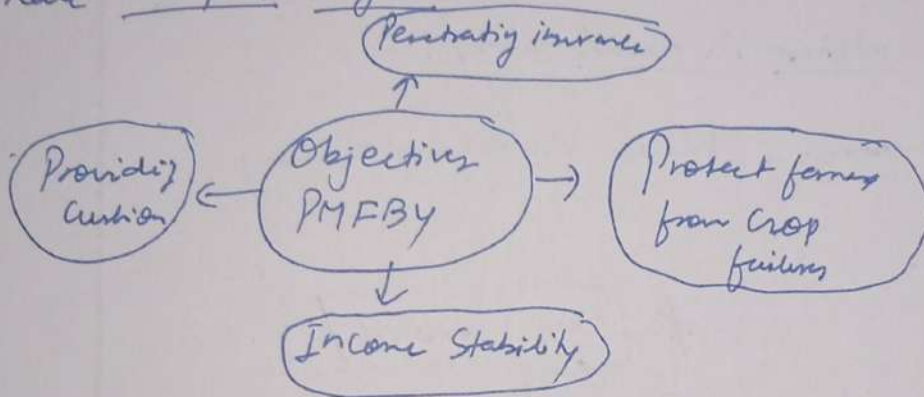 Penetrating insurance
Providing
Cushion
Objectives
PMFBY
Protect farmers
from Crop
failures
Income Stability